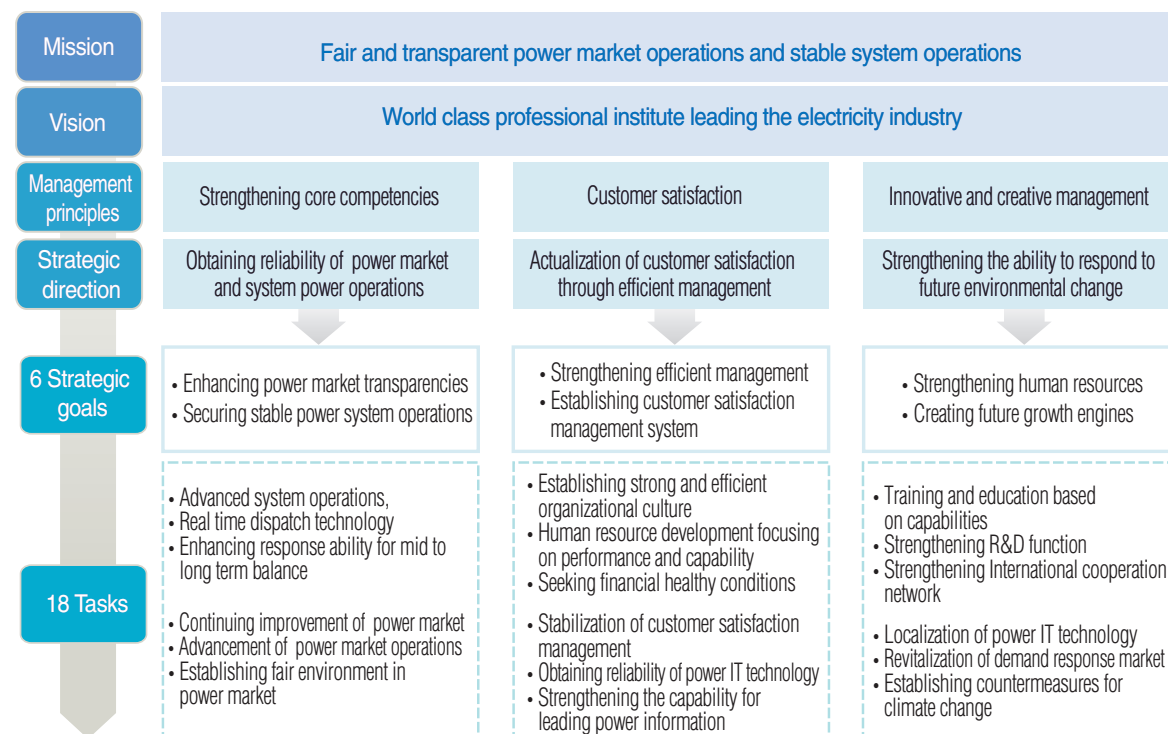 Mission
Fair and transparent power market operations and stable system operations
Vision
World class professional institute leading the electricity industry
Management
principles
Strengthening core competencies
Customer satisfaction
Innovative and creative management
Strategic
direction
Obtaining reliability of power market
and system power operations
Actualization of customer satisfaction
through efficient management
Strengthening the ability to respond to
future environmental change
6 Strategic
goals
• Enhancing power market transparencies
• Securing stable power system operations
• Strengthening efficient management
• Establishing customer satisfaction
management system
• Strengthening human resources
• Creating future growth engines
18 Tasks
• Advanced system operations,
• Real time dispatch technology
• Enhancing response ability for mid to
long term balance
• Continuing improvement of power market
• Advancement of power market operations
• Establishing fair environment in
power market
• Establishing strong and efficient
organizational culture
• Human resource development focusing
on performance and capability
• Seeking financial healthy conditions
• Stabilization of customer satisfaction
management
• Obtaining reliability of power IT technology
• Strengthening the capability for
leading power information
• Training and education based
on capabilities
• Strengthening R&D function
• Strengthening International cooperation
network
• Localization of power IT technology
• Revitalization of demand response market
• Establishing countermeasures for
climate change